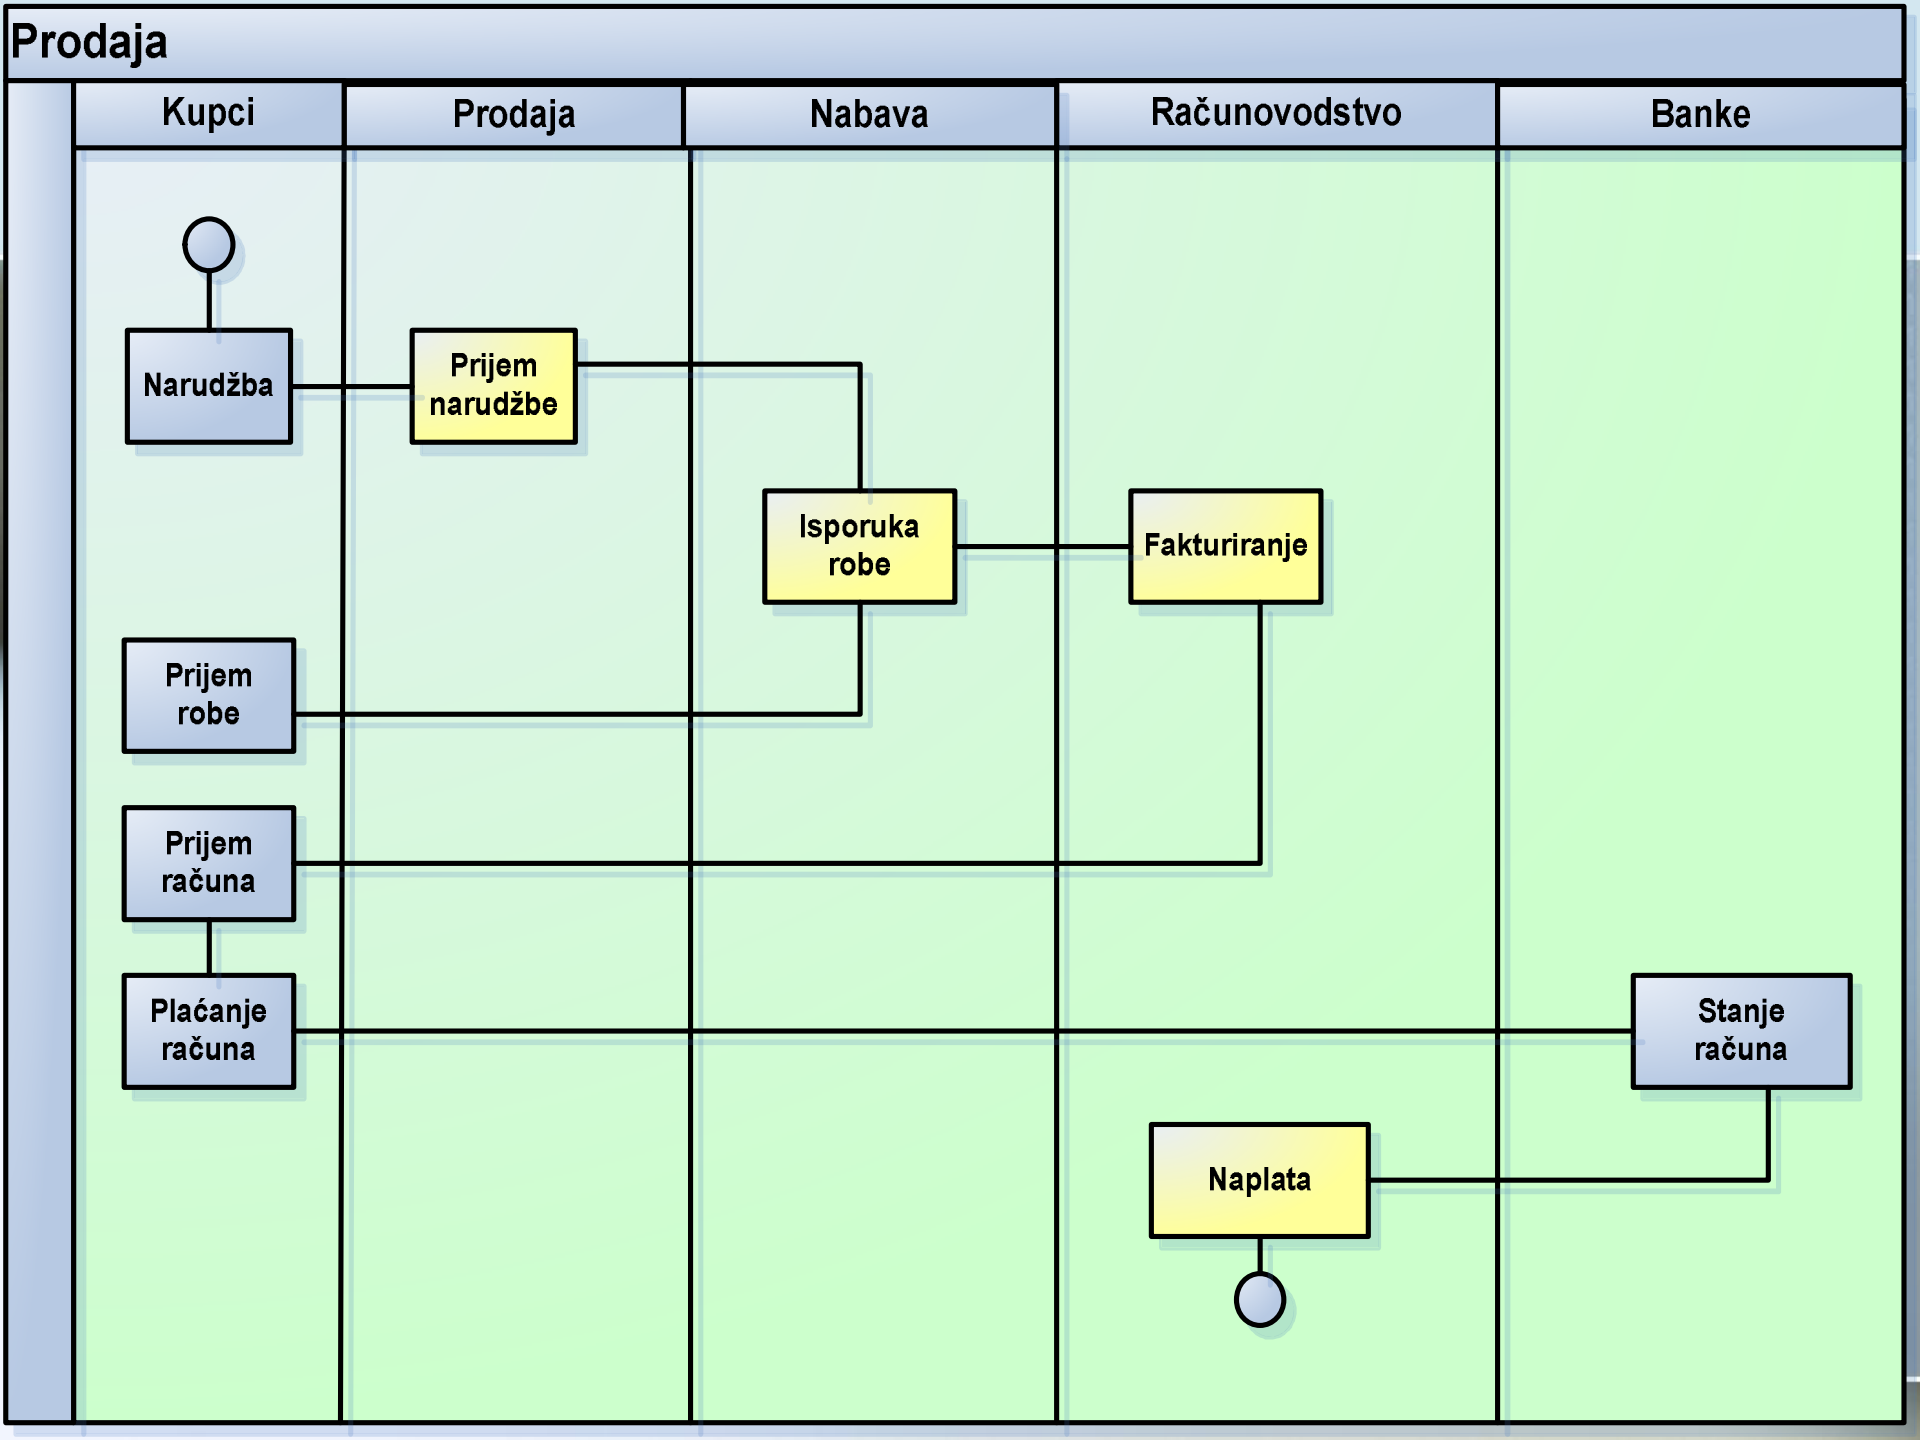 Prodaja
Kupci
Prodaja
Nabava
Računovodstvo
Banke
Narudžba
Prijem
narudžbe
Isporuka
robe
Fakturiranje
Prijem
robe
Prijem
računa
Plaćanje
računa
Stanje
računa
Naplata